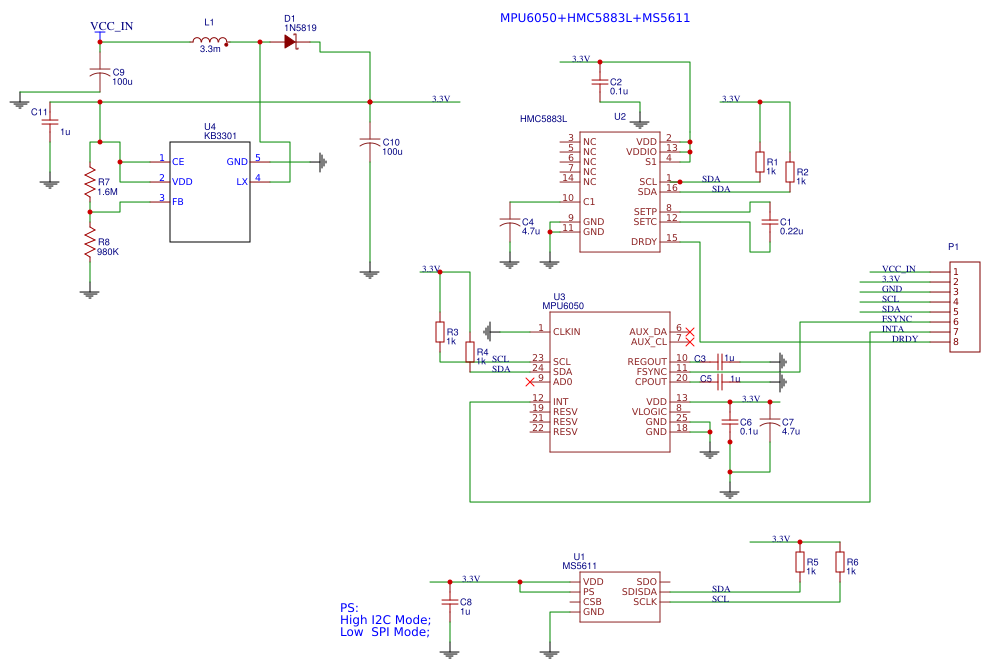 MPU6050+HMC5883L+MS5611
VCC_IN
L1
3.3m
D1
1N5819
C9
100u
C11
1u
3.3V
C10
100u
U4
KB3301
1 CE
2 VDD
3 FB
GND 5
LX 4
R7
1.6M
R8
980K
3.3V
C2
0.1u
HMC5883L
U2
3 NC
5 NC
6 NC
7 NC
14 NC
10 C1
9 GND
11 GND
VDD 2
VDDIO 13
S1 4
SCL 1
SDA 16
SETP 8
SETC 12
DRDY 15
SDA
SDA
3.3V
R1
1k
R2
1k
C4
4.7u
C1
0.22u
P1
VCC_IN 1
3.3V 2
GND 3
SCL 4
SDA 5
FSYNC 6
INTA 7
DRDY 8
3.3V
R3
1k
R4
1k
SCL
SDA
U3
MPU6050
1 CLKIN
23 SCL
24 SDA
9 AD0
12 INT
19 RESV
21 RESV
22 RESV
AUX_DA 6
AUX_CL 7
REGOUT 10
FSYNC 11
CPOUT 20
VDD 13
VLOGIC 8
GND 25
GND 18
C3 1u
C5 1u
3.3V
C6
0.1u
C7
4.7u
3.3V
R5
1k
R6
1k
U1
MS5611
VDD
PS
CSB
GND
SDO
SDISDA
SCLK
SDA
SCL
3.3V
C8
1u
PS:
High I2C Mode;
Low  SPI Mode;